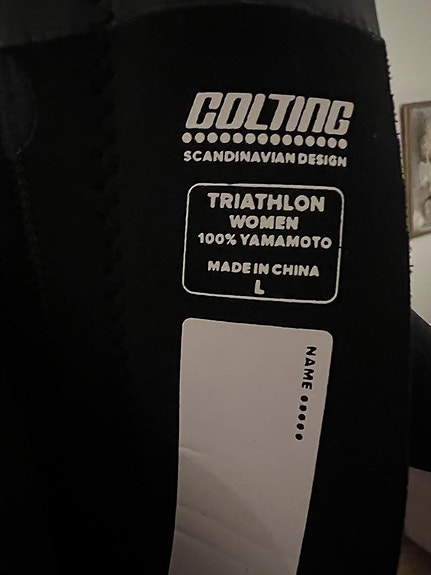 COLTING
SCANDINAVIAN DESIGN
TRIATHLON
WOMEN
100% YAMAMOTO
MADE IN CHINA
L
NAME